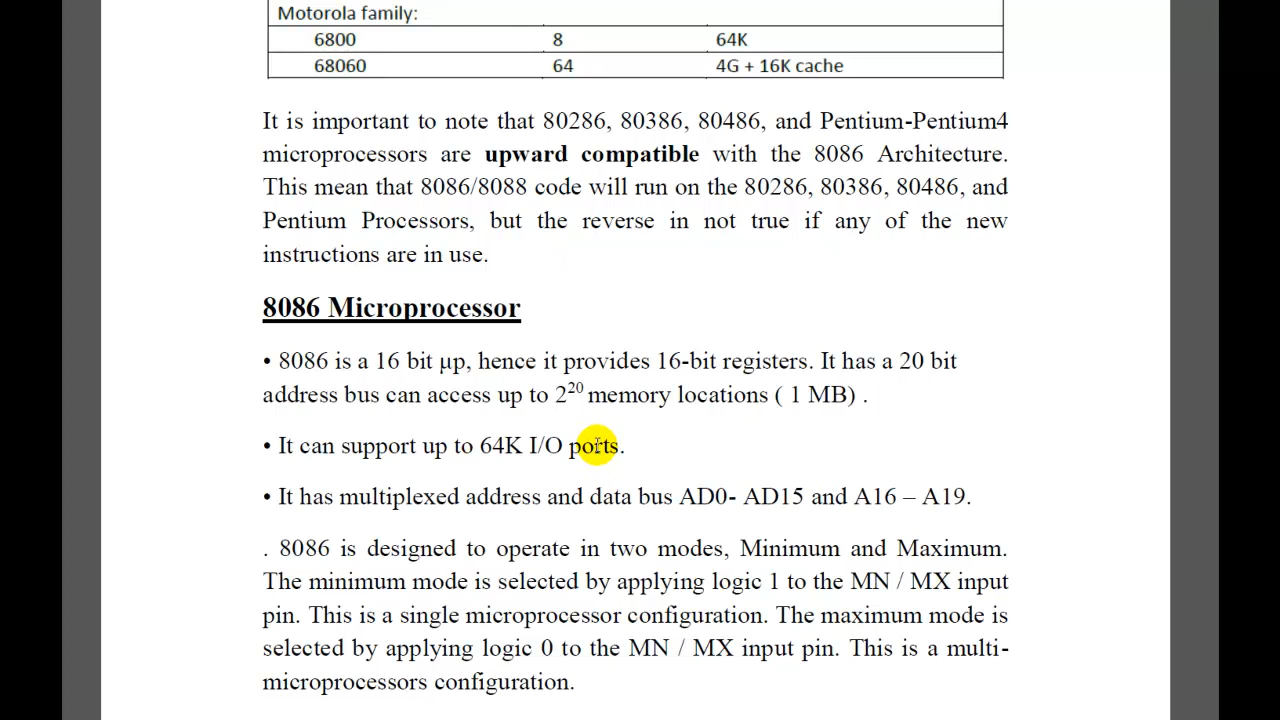 Motorola family:
6800 8 64K
68060 64 4G + 16K cache
It is important to note that 80286, 80386, 80486, and Pentium-Pentium4
microprocessors are upward compatible with the 8086 Architecture.
This mean that 8086/8088 code will run on the 80286, 80386, 80486, and
Pentium Processors, but the reverse in not true if any of the new
instructions are in use.
8086 Microprocessor
• 8086 is a 16 bit μp, hence it provides 16-bit registers. It has a 20 bit
address bus can access up to 2²⁰ memory locations ( 1 MB) .
• It can support up to 64K I/O ports.
• It has multiplexed address and data bus AD0- AD15 and A16 – A19.
. 8086 is designed to operate in two modes, Minimum and Maximum.
The minimum mode is selected by applying logic 1 to the MN / MX input
pin. This is a single microprocessor configuration. The maximum mode is
selected by applying logic 0 to the MN / MX input pin. This is a multi-
microprocessors configuration.